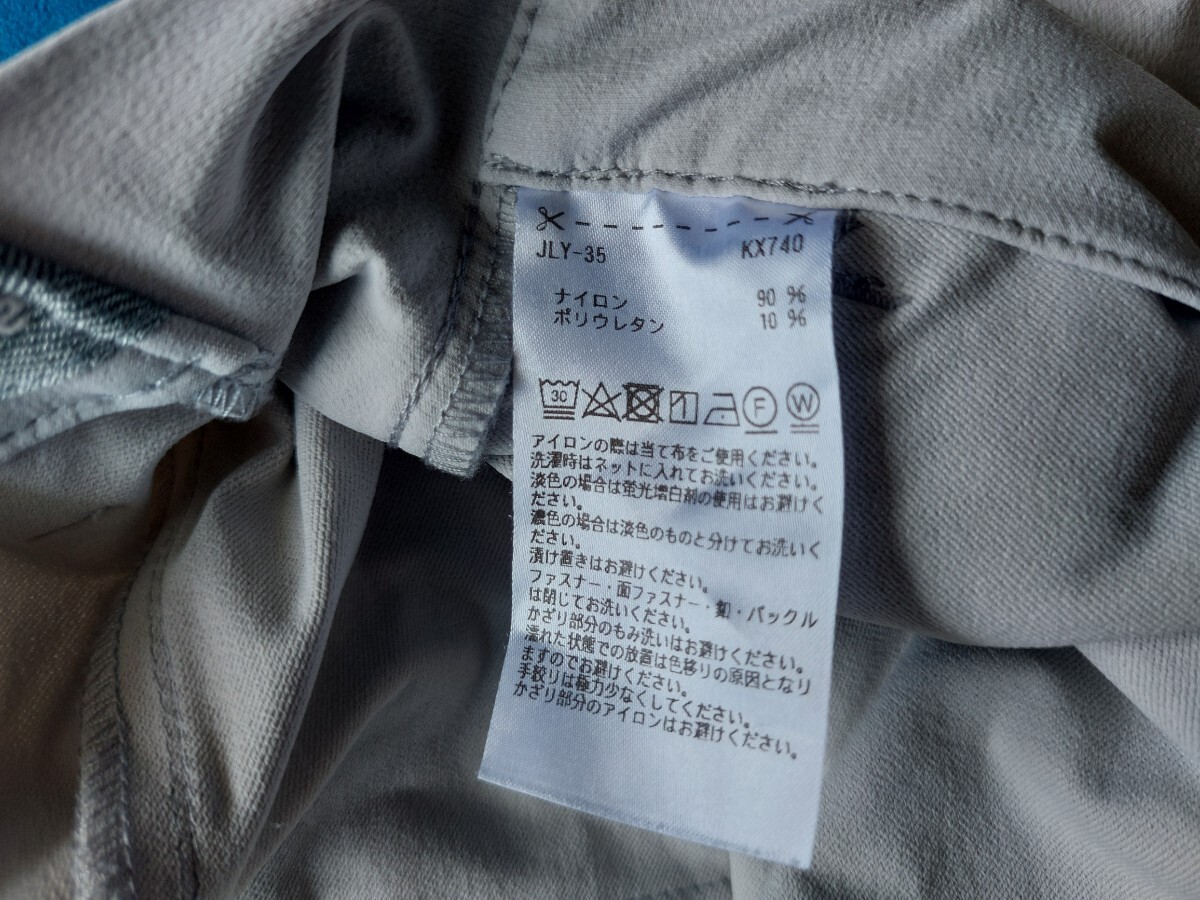 JLY-35 KX740
ナイロン 90 %
ポリウレタン 10 %
30 F W
アイロンの際は当て布をご使用ください。
洗濯時はネットに入れてお洗いください。
淡色の場合は蛍光増白剤の使用はお避けく
ださい。
濃色の場合は淡色のものと分けてお洗いく
ださい。
漬け置きはお避けください。
ファスナー・面ファスナー・釦・バックル
は閉じてお洗いください。
かざり部分のもみ洗いはお避けください。
濡れた状態での放置は色移りの原因となり
ますのでお避けください。
手絞りは極力少なくしてください。
かざり部分のアイロンはお避けください。